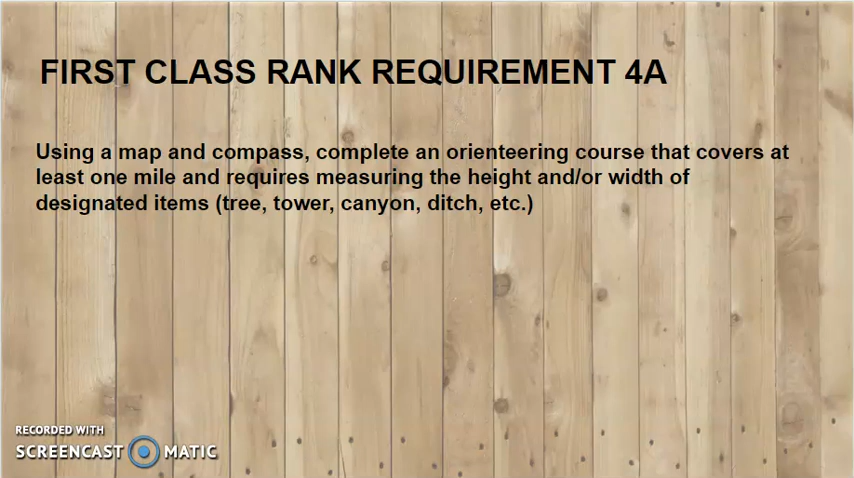 FIRST CLASS RANK REQUIREMENT 4A
Using a map and compass, complete an orienteering course that covers at
least one mile and requires measuring the height and/or width of
designated items (tree, tower, canyon, ditch, etc.)
RECORDED WITH
SCREENCAST MATIC